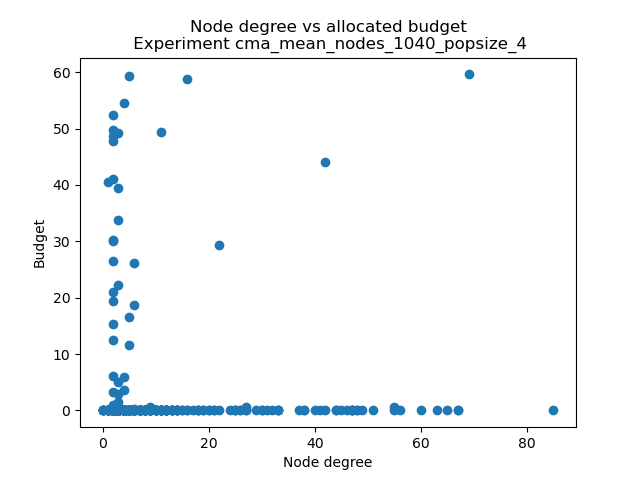 Node degree vs allocated budget
Experiment cma_mean_nodes_1040_popsize_4
60
50
40
30
20
10
0
Budget
0 20 40 60 80
Node degree